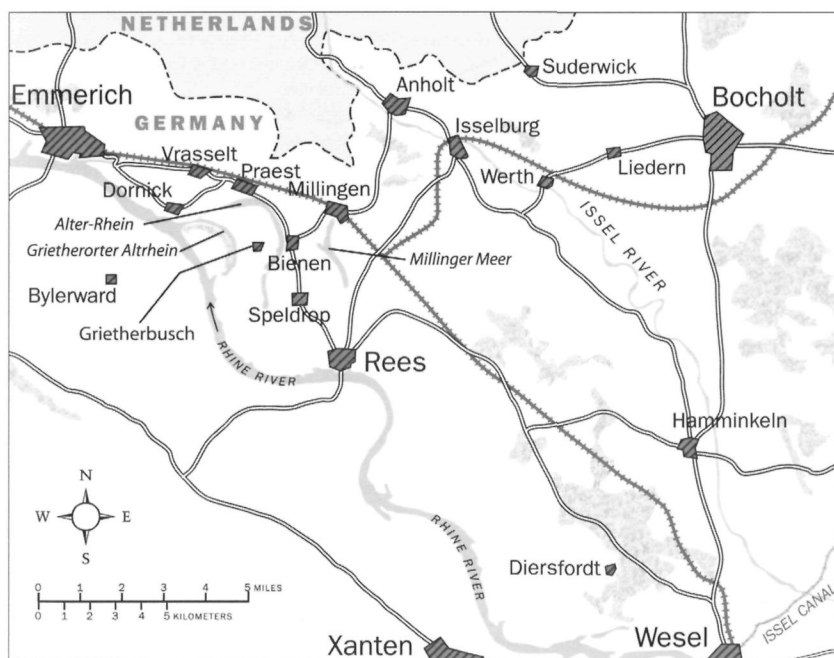 NETHERLANDS
Suderwick
Anholt
Bocholt
Emmerich
GERMANY
Isselburg
Vrasselt
Praest
Liedern
Werth
Dornick
Millingen
Alter-Rhein
ISSEL RIVER
Grietherorter Altrhein
Bienen
Millinger Meer
Bylerward
Speldrop
Grietherbusch
RHINE RIVER
Rees
Hamminkeln
N
W
E
S
RHINE RIVER
Diersfordt
0 1 2 3 4 5 MILES
0 1 2 3 4 5 KILOMETERS
ISSEL CANAL
Xanten
Wesel